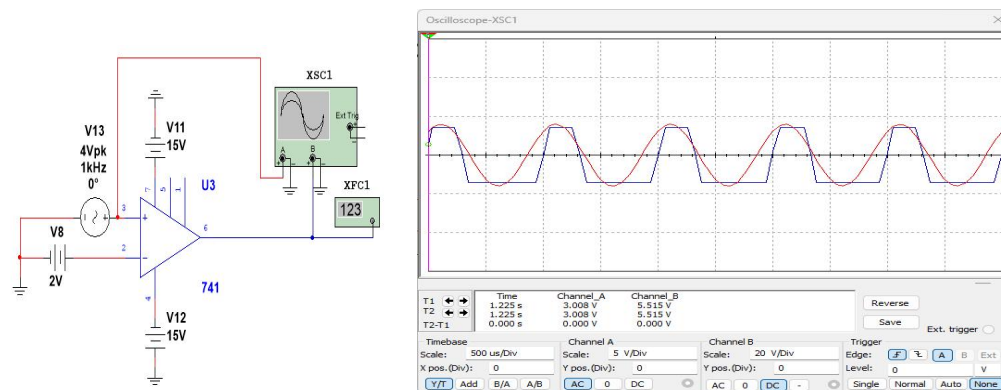 XSC1
Ext Trig
A
B
V13
4Vpk
1kHz
0°
V11
15V
U3
XFC1
123
7
5
1
3
2
6
4
V8
2V
741
V12
15V
Oscilloscope-XSC1
Time Channel_A Channel_B
T1 1.225 s 3.008 V 5.515 V
T2 1.225 s 3.008 V 5.515 V
T2-T1 0.000 s 0.000 V 0.000 V
Reverse
Save
Ext. trigger
Timebase
Scale: 500 us/Div
X pos.(Div): 0
Y/T Add B/A A/B
Channel A
Scale: 5 V/Div
Y pos.(Div): 0
AC 0 DC
Channel B
Scale: 20 V/Div
Y pos.(Div): 0
AC 0 DC -
Trigger
Edge: A B Ext
Level: 0 V
Single Normal Auto None